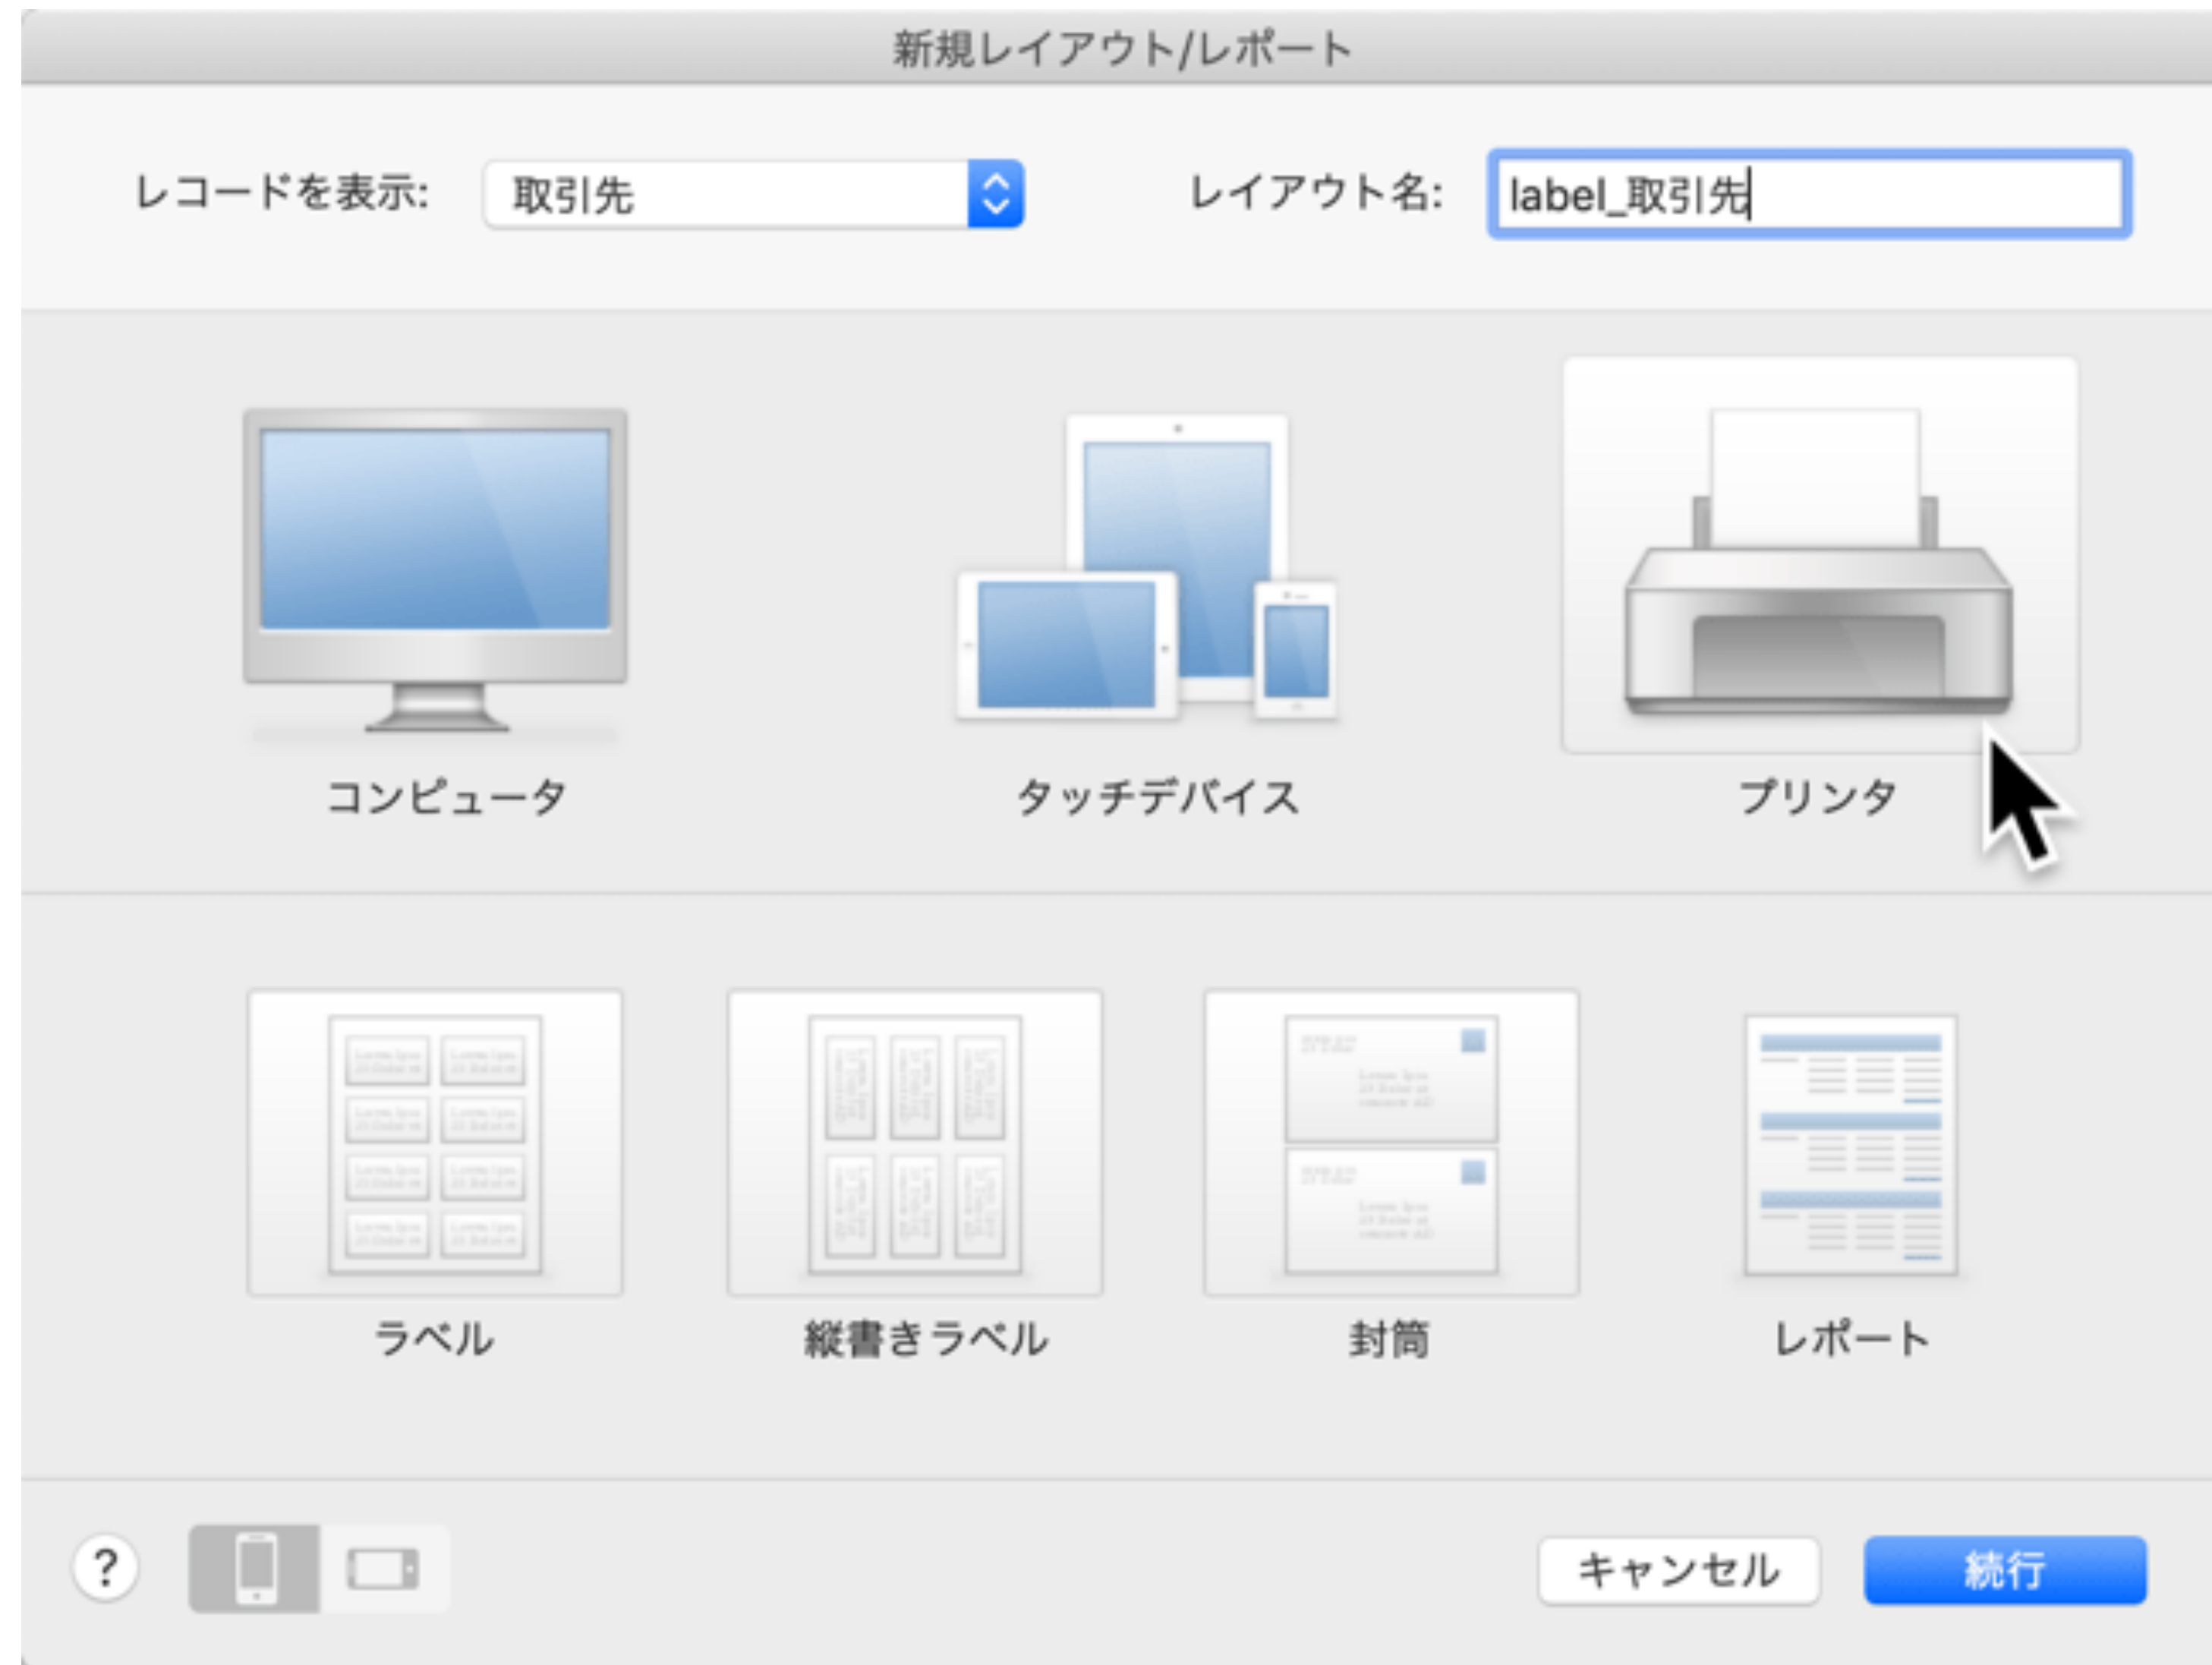 新規レイアウト/レポート
レコードを表示: 取引先 レイアウト名: label_取引先
コンピュータ タッチデバイス プリンタ
ラベル 縦書きラベル 封筒 レポート
? キャンセル 続行